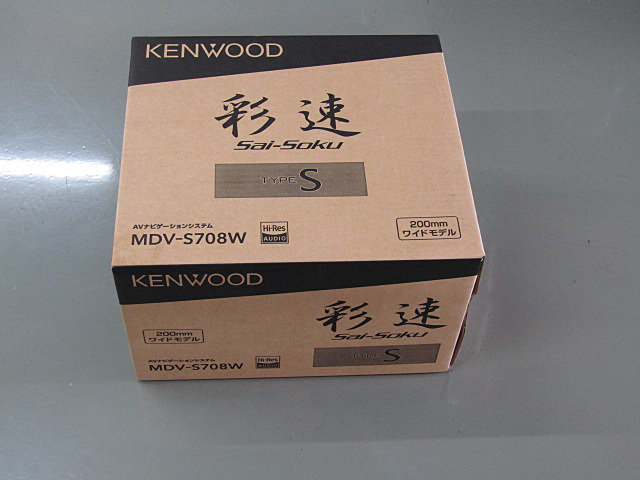 KENWOOD
彩速
Sai-Soku
TYPE S
AVナビゲーションシステム
MDV-S708W
Hi-Res
AUDIO
200mm
ワイドモデル
KENWOOD
彩速
Sai-Soku
TYPE S
200mm
ワイドモデル
AVナビゲーションシステム
MDV-S708W
Hi-Res
AUDIO